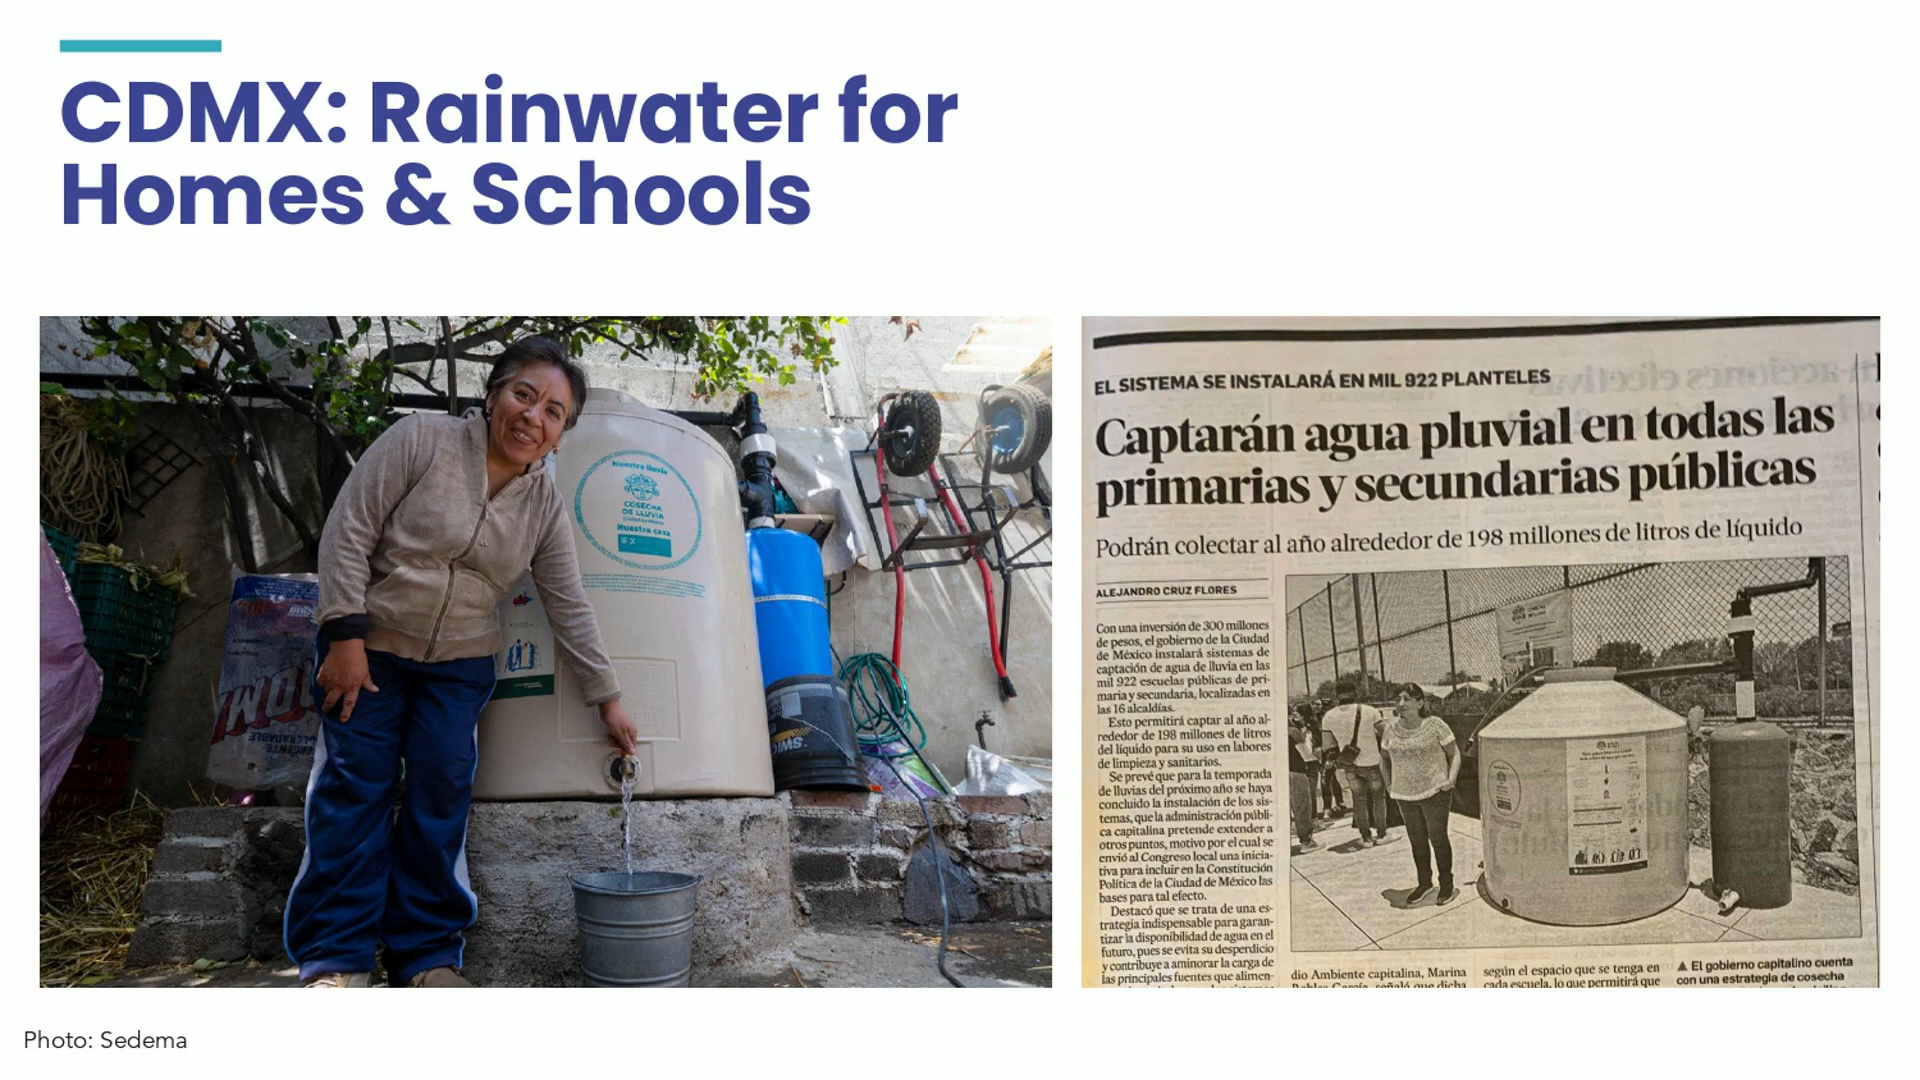 CDMX: Rainwater for
Homes & Schools
Nuestra lluvia
COSECHA
DE LLUVIA
Nuestra casa
EL SISTEMA SE INSTALARÁ EN MIL 922 PLANTELES
Captarán agua pluvial en todas las
primarias y secundarias públicas
Podrán colectar al año alrededor de 198 millones de litros de líquido
ALEJANDRO CRUZ FLORES
Con una inversión de 300 millones
de pesos, el gobierno de la Ciudad
de México instalará sistemas de
captación de agua de lluvia en las
mil 922 escuelas públicas de pri-
maria y secundaria, localizadas en
las 16 alcaldías.
Esto permitirá captar al año al-
rededor de 198 millones de litros
del líquido para su uso en labores
de limpieza y sanitarios.
Se prevé que para la temporada
de lluvias del próximo año se haya
concluido la instalación de los sis-
temas, que la administración públi-
ca capitalina pretende extender a
otros puntos, motivo por el cual se
envió al Congreso local una inicia-
tiva para incluir en la Constitución
Política de la Ciudad de México las
bases para tal efecto.
Destacó que se trata de una es-
trategia indispensable para garan-
tizar la disponibilidad de agua en el
futuro, pues se evita su desperdicio
y contribuye a aminorar la carga de
las principales fuentes que alimen-
dio Ambiente capitalina, Marina
según el espacio que se tenga en
cada escuela, lo que permitirá que
▲ El gobierno capitalino cuenta
con una estrategia de cosecha
Photo: Sedema